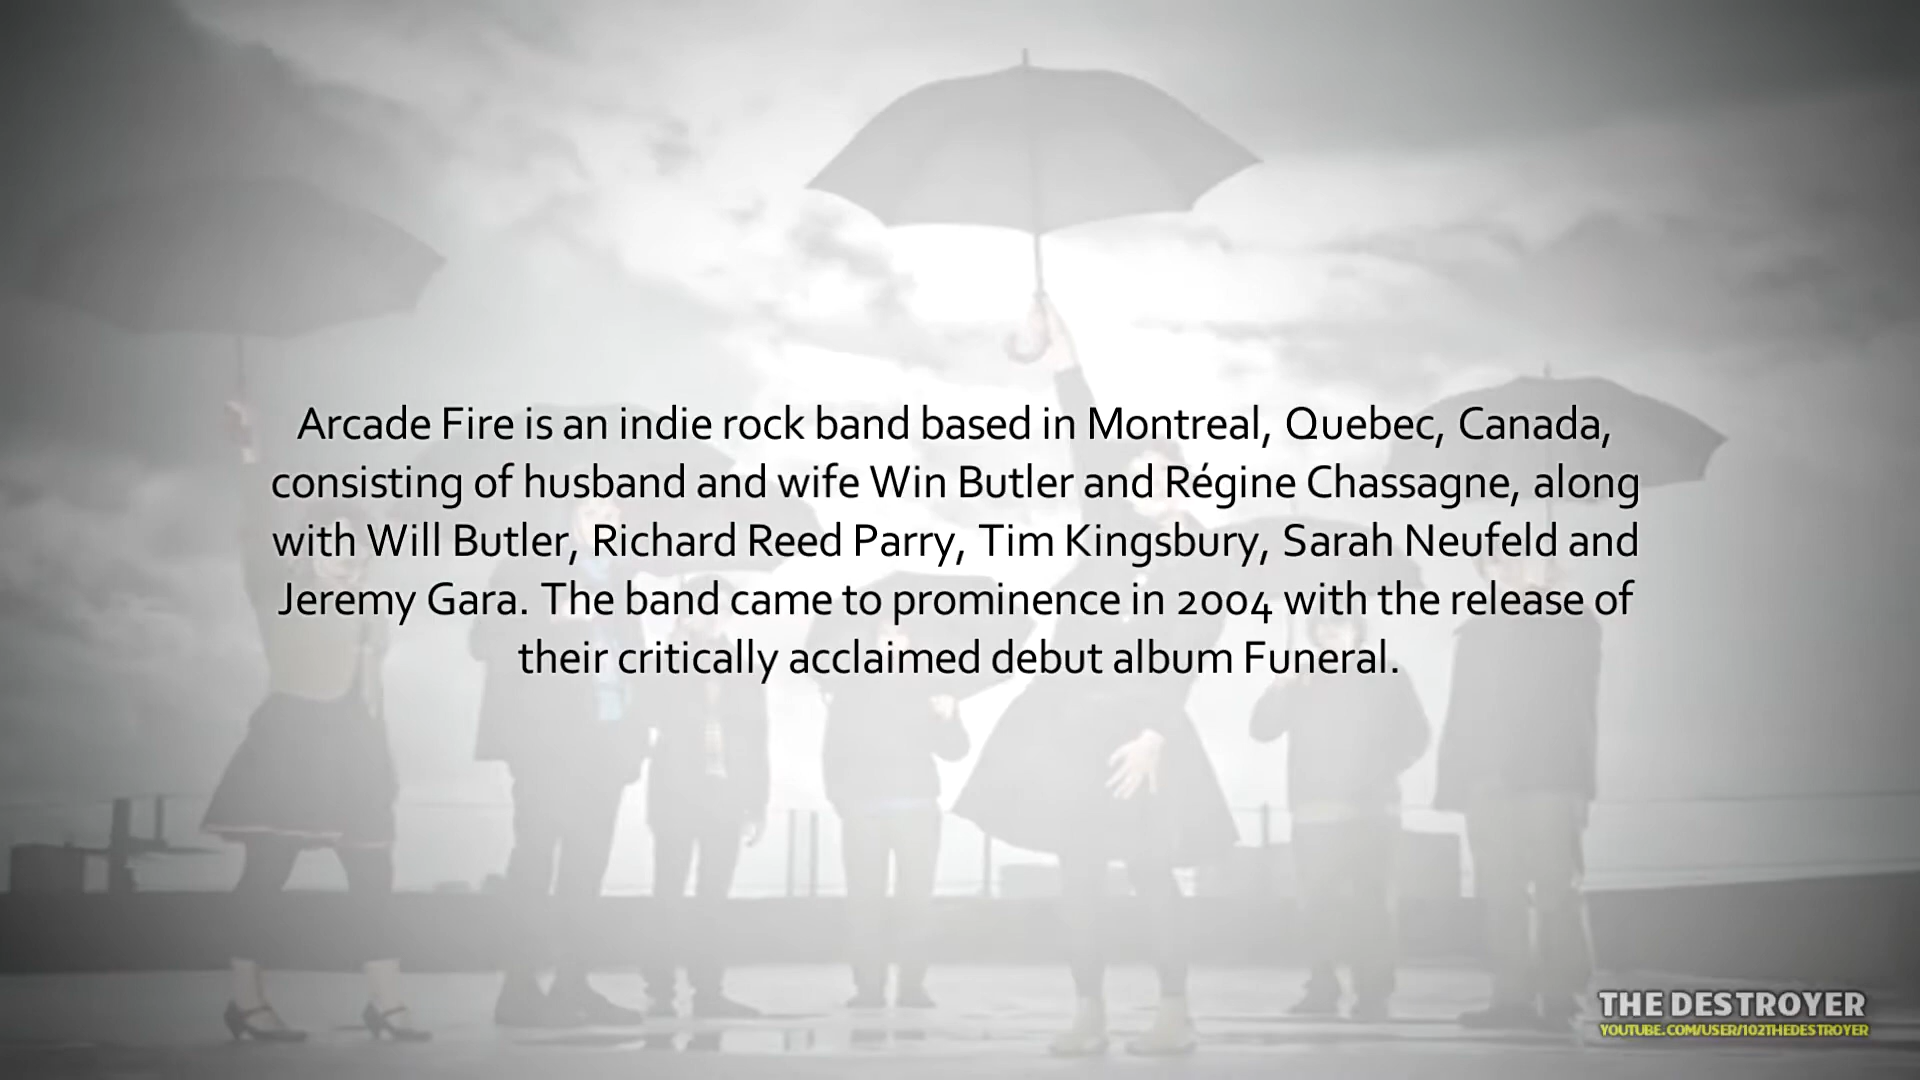 Arcade Fire is an indie rock band based in Montreal, Quebec, Canada,
consisting of husband and wife Win Butler and Régine Chassagne, along
with Will Butler, Richard Reed Parry, Tim Kingsbury, Sarah Neufeld and
Jeremy Gara. The band came to prominence in 2004 with the release of
their critically acclaimed debut album Funeral.
THE DESTROYER
YOUTUBE.COM/USER/102THEDESTROYER